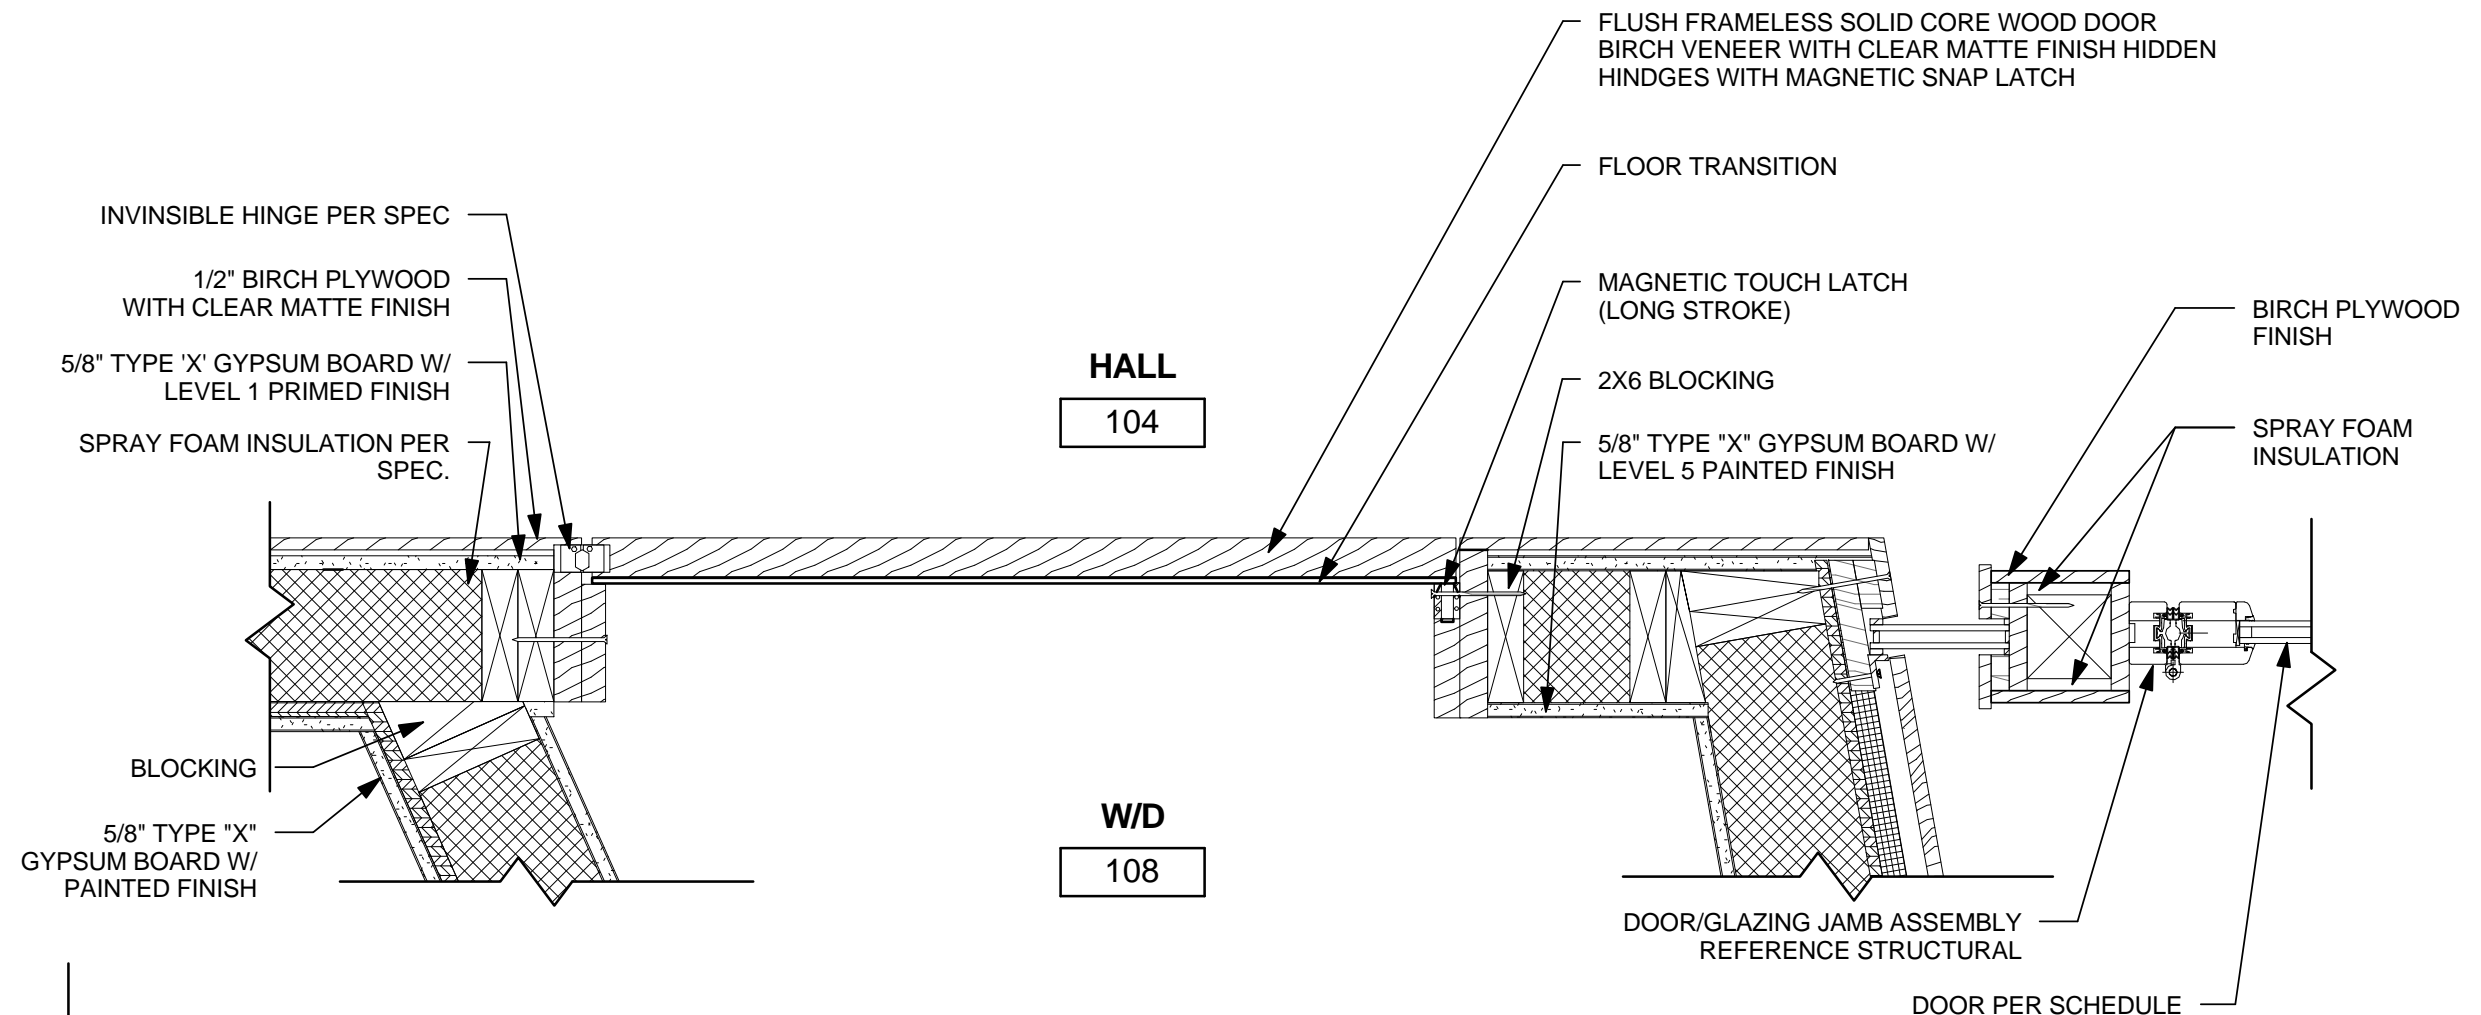 FLUSH FRAMELESS SOLID CORE WOOD DOOR
BIRCH VENEER WITH CLEAR MATTE FINISH HIDDEN
HINDGES WITH MAGNETIC SNAP LATCH
FLOOR TRANSITION
INVINSIBLE HINGE PER SPEC
1/2" BIRCH PLYWOOD
WITH CLEAR MATTE FINISH
5/8" TYPE 'X' GYPSUM BOARD W/
LEVEL 1 PRIMED FINISH
SPRAY FOAM INSULATION PER
SPEC.
HALL
104
MAGNETIC TOUCH LATCH
(LONG STROKE)
2X6 BLOCKING
5/8" TYPE "X" GYPSUM BOARD W/
LEVEL 5 PAINTED FINISH
BIRCH PLYWOOD
FINISH
SPRAY FOAM
INSULATION
BLOCKING
5/8" TYPE "X"
GYPSUM BOARD W/
PAINTED FINISH
W/D
108
DOOR/GLAZING JAMB ASSEMBLY
REFERENCE STRUCTURAL
DOOR PER SCHEDULE